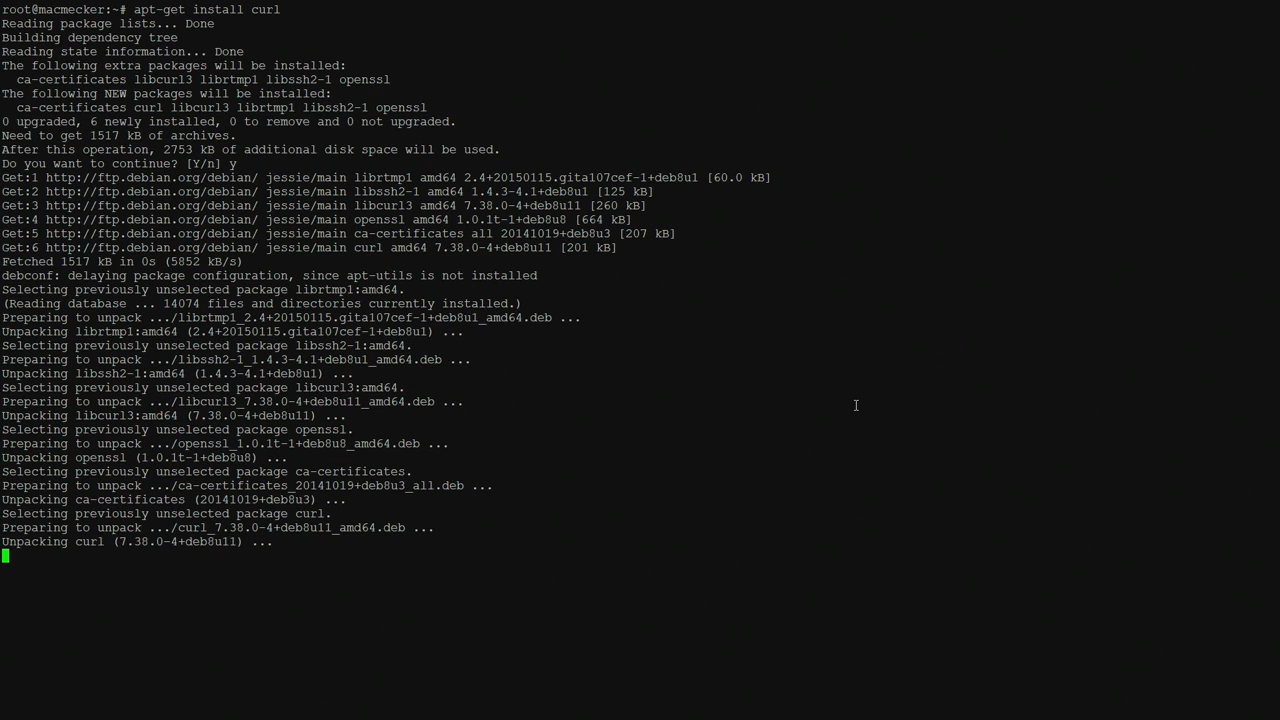 root@macmecker:~# apt-get install curl
Reading package lists... Done
Building dependency tree
Reading state information... Done
The following extra packages will be installed:
  ca-certificates libcurl3 librtmp1 libssh2-1 openssl
The following NEW packages will be installed:
  ca-certificates curl libcurl3 librtmp1 libssh2-1 openssl
0 upgraded, 6 newly installed, 0 to remove and 0 not upgraded.
Need to get 1517 kB of archives.
After this operation, 2753 kB of additional disk space will be used.
Do you want to continue? [Y/n] y
Get:1 http://ftp.debian.org/debian/ jessie/main librtmp1 amd64 2.4+20150115.gita107cef-1+deb8u1 [60.0 kB]
Get:2 http://ftp.debian.org/debian/ jessie/main libssh2-1 amd64 1.4.3-4.1+deb8u1 [125 kB]
Get:3 http://ftp.debian.org/debian/ jessie/main libcurl3 amd64 7.38.0-4+deb8u11 [260 kB]
Get:4 http://ftp.debian.org/debian/ jessie/main openssl amd64 1.0.1t-1+deb8u8 [664 kB]
Get:5 http://ftp.debian.org/debian/ jessie/main ca-certificates all 20141019+deb8u3 [207 kB]
Get:6 http://ftp.debian.org/debian/ jessie/main curl amd64 7.38.0-4+deb8u11 [201 kB]
Fetched 1517 kB in 0s (5852 kB/s)
debconf: delaying package configuration, since apt-utils is not installed
Selecting previously unselected package librtmp1:amd64.
(Reading database ... 14074 files and directories currently installed.)
Preparing to unpack .../librtmp1_2.4+20150115.gita107cef-1+deb8u1_amd64.deb ...
Unpacking librtmp1:amd64 (2.4+20150115.gita107cef-1+deb8u1) ...
Selecting previously unselected package libssh2-1:amd64.
Preparing to unpack .../libssh2-1_1.4.3-4.1+deb8u1_amd64.deb ...
Unpacking libssh2-1:amd64 (1.4.3-4.1+deb8u1) ...
Selecting previously unselected package libcurl3:amd64.
Preparing to unpack .../libcurl3_7.38.0-4+deb8u11_amd64.deb ...
Unpacking libcurl3:amd64 (7.38.0-4+deb8u11) ...
Selecting previously unselected package openssl.
Preparing to unpack .../openssl_1.0.1t-1+deb8u8_amd64.deb ...
Unpacking openssl (1.0.1t-1+deb8u8) ...
Selecting previously unselected package ca-certificates.
Preparing to unpack .../ca-certificates_20141019+deb8u3_all.deb ...
Unpacking ca-certificates (20141019+deb8u3) ...
Selecting previously unselected package curl.
Preparing to unpack .../curl_7.38.0-4+deb8u11_amd64.deb ...
Unpacking curl (7.38.0-4+deb8u11) ...